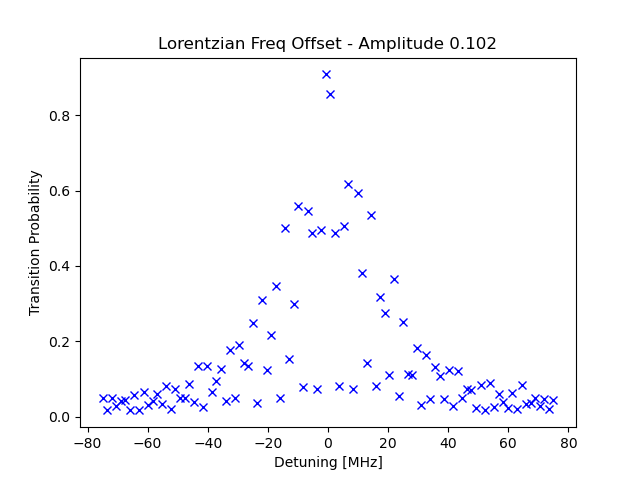 Lorentzian Freq Offset - Amplitude 0.102
Transition Probability
0.8
0.6
0.4
0.2
0.0
−80 −60 −40 −20 0 20 40 60 80
Detuning [MHz]